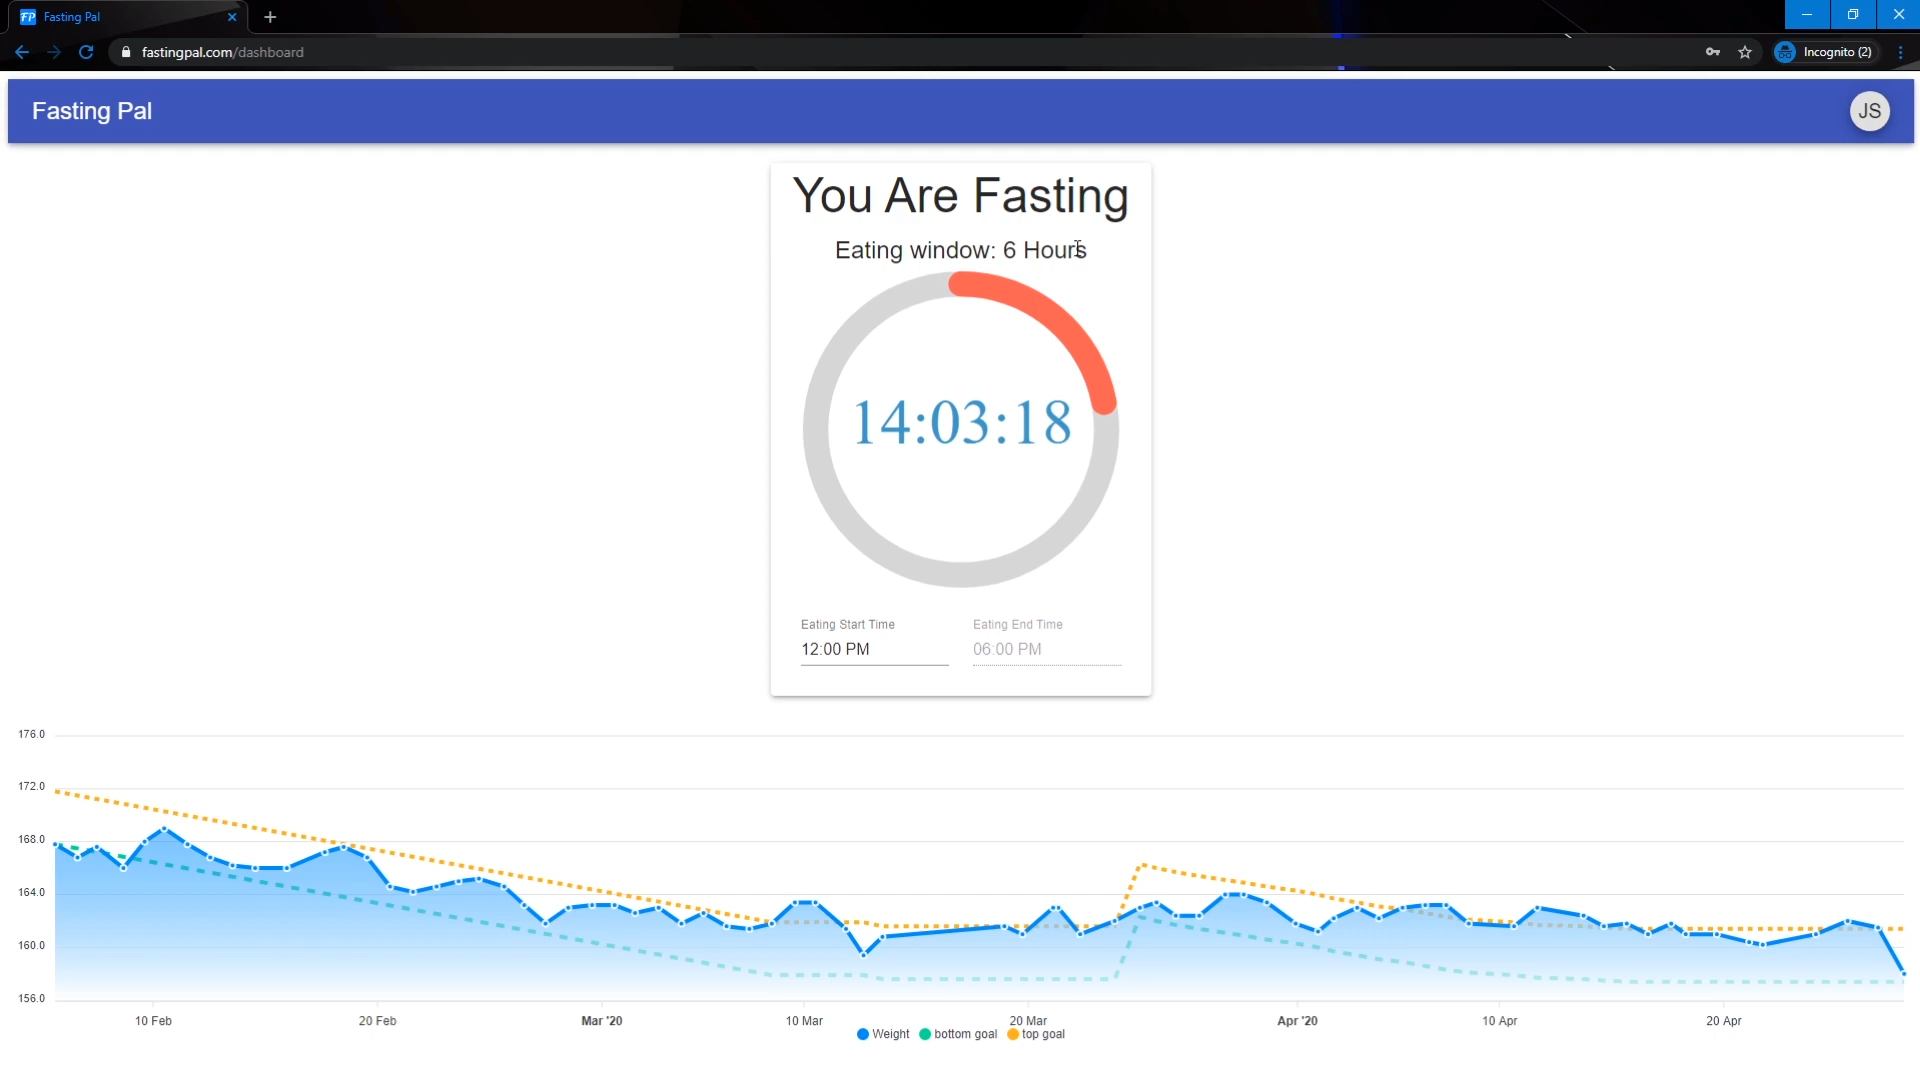 FP Fasting Pal
fastingpal.com/dashboard
Incognito (2)
Fasting Pal
JS
You Are Fasting
Eating window: 6 Hours
14:03:18
Eating Start Time
Eating End Time
12:00 PM
06:00 PM
176.0
172.0
168.0
164.0
160.0
156.0
10 Feb
20 Feb
Mar '20
10 Mar
20 Mar
Apr '20
10 Apr
20 Apr
Weight
bottom goal
top goal